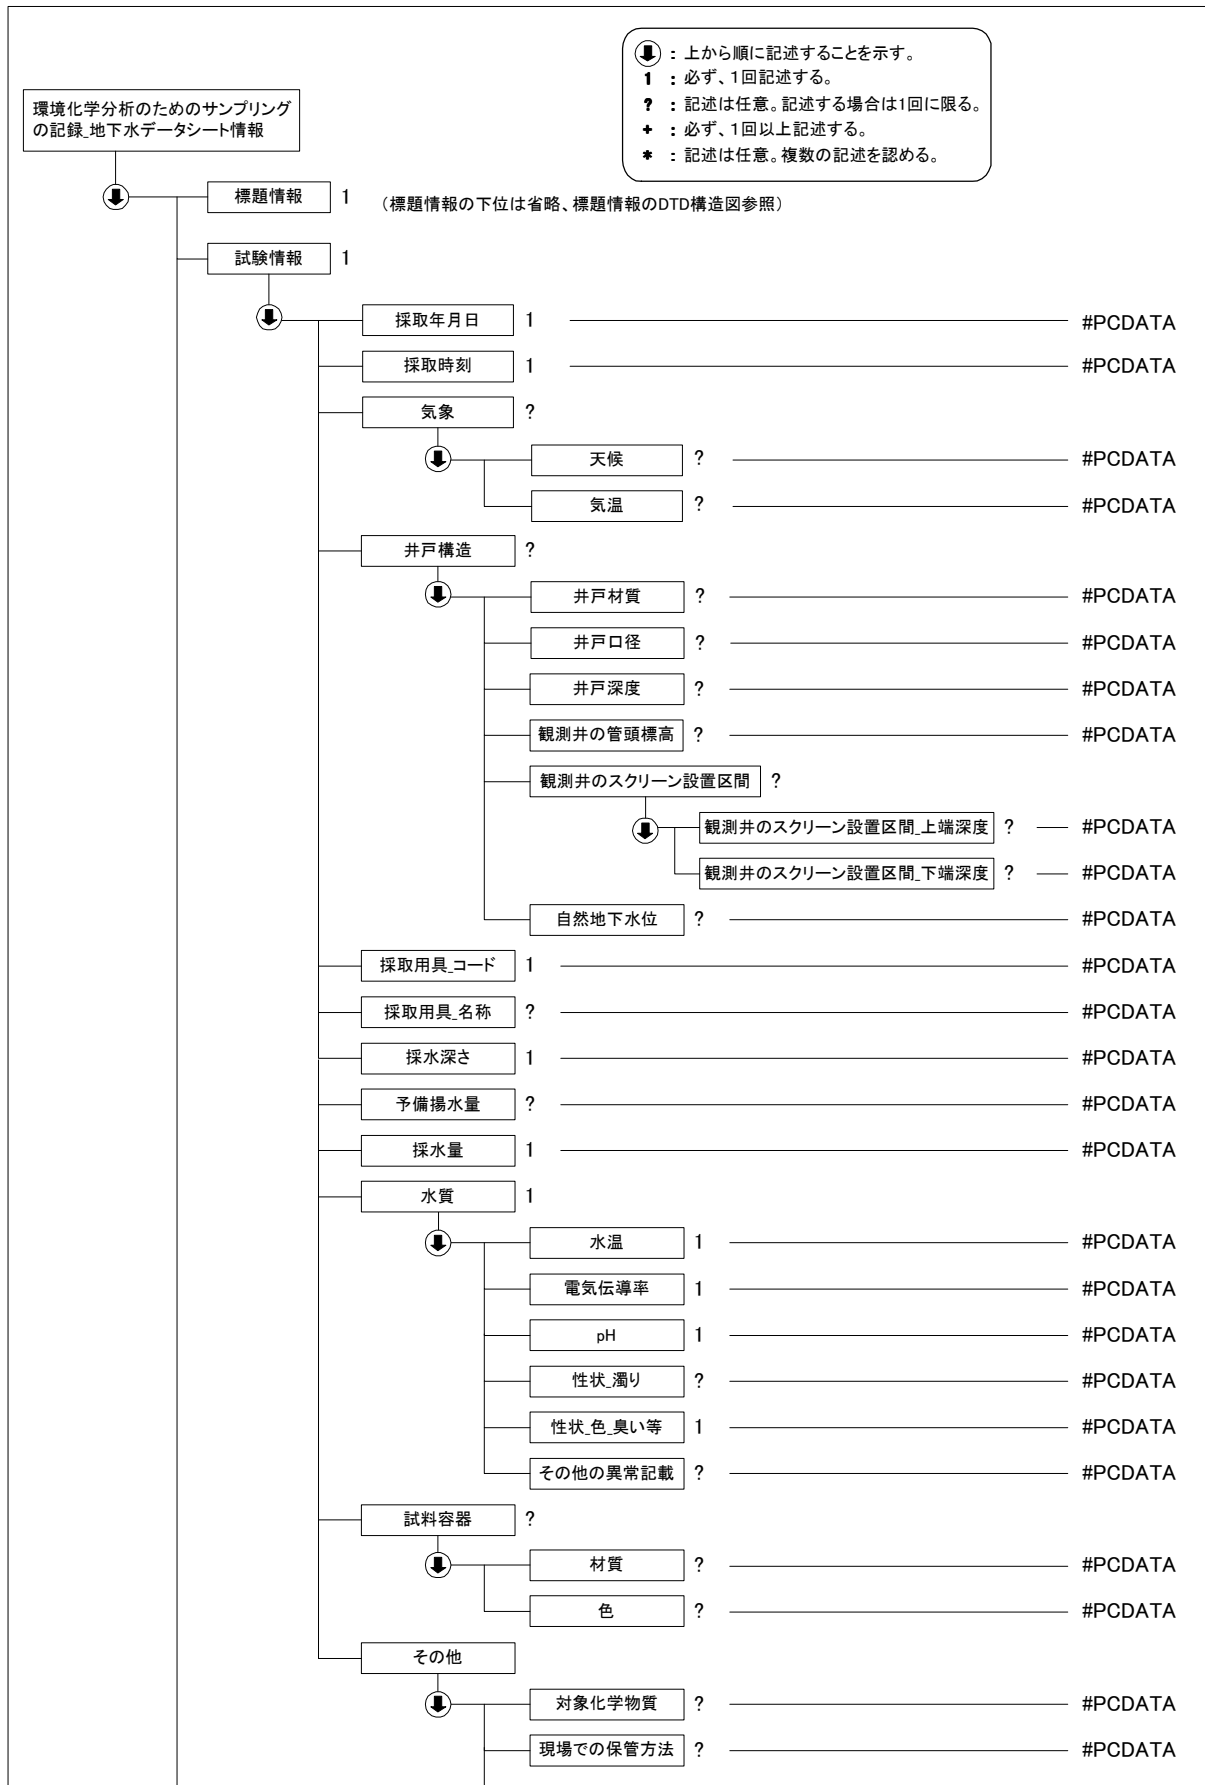 ⬇ : 上から順に記述することを示す。
1 : 必ず、1回記述する。
? : 記述は任意。記述する場合は1回に限る。
+ : 必ず、1回以上記述する。
* : 記述は任意。複数の記述を認める。
環境化学分析のためのサンプリング
の記録_地下水データシート情報
標題情報 1 （標題情報の下位は省略、標題情報のDTD構造図参照）
試験情報 1
採取年月日 1 #PCDATA
採取時刻 1 #PCDATA
気象 ?
天候 ? #PCDATA
気温 ? #PCDATA
井戸構造 ?
井戸材質 ? #PCDATA
井戸口径 ? #PCDATA
井戸深度 ? #PCDATA
観測井の管頭標高 ? #PCDATA
観測井のスクリーン設置区間 ?
観測井のスクリーン設置区間_上端深度 ? #PCDATA
観測井のスクリーン設置区間_下端深度 ? #PCDATA
自然地下水位 ? #PCDATA
採取用具_コード 1 #PCDATA
採取用具_名称 ? #PCDATA
採水深さ 1 #PCDATA
予備揚水量 ? #PCDATA
採水量 1 #PCDATA
水質 1
水温 1 #PCDATA
電気伝導率 1 #PCDATA
pH 1 #PCDATA
性状_濁り ? #PCDATA
性状_色_臭い等 1 #PCDATA
その他の異常記載 ? #PCDATA
試料容器 ?
材質 ? #PCDATA
色 ? #PCDATA
その他
対象化学物質 ? #PCDATA
現場での保管方法 ? #PCDATA